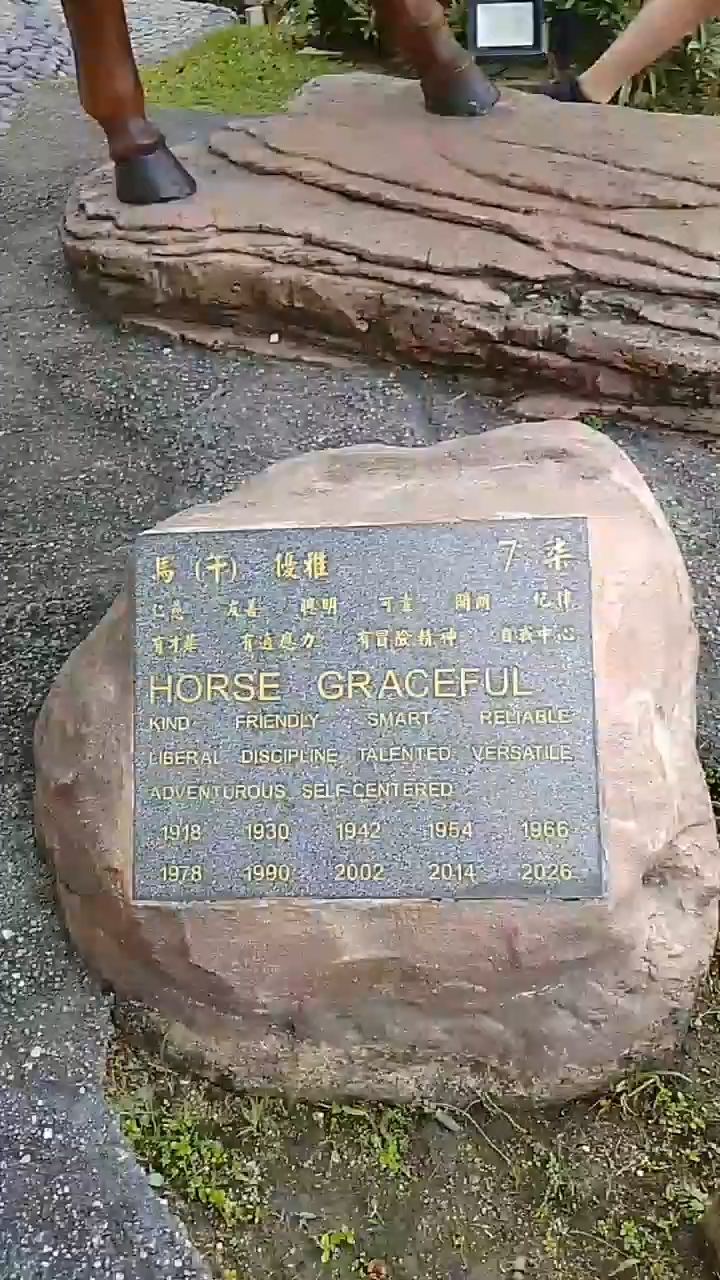 馬 (午) 優雅 7 柒
仁慈 友善 聰明 可靠 開朗 紀律
有才華 有適應力 有冒險精神 自我中心
HORSE GRACEFUL
KIND FRIENDLY SMART RELIABLE
LIBERAL DISCIPLINE TALENTED VERSATILE
ADVENTUROUS SELF CENTERED
1918 1930 1942 1954 1966
1978 1990 2002 2014 2026